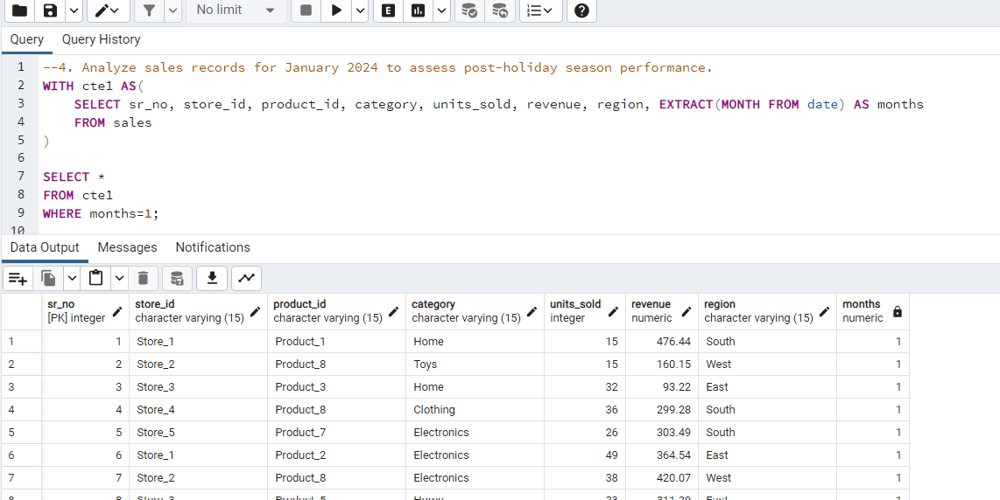 No limit
E
Query Query History
1 --4. Analyze sales records for January 2024 to assess post-holiday season performance.
2 WITH cte1 AS(
3 SELECT sr_no, store_id, product_id, category, units_sold, revenue, region, EXTRACT(MONTH FROM date) AS months
4 FROM sales
5 )
6
7 SELECT *
8 FROM cte1
9 WHERE months=1;
10
Data Output Messages Notifications
sr_no store_id product_id category units_sold revenue region months
[PK] integer character varying (15) character varying (15) character varying (15) integer numeric character varying (15) numeric
1 1 Store_1 Product_1 Home 15 476.44 South 1
2 2 Store_2 Product_8 Toys 15 160.15 West 1
3 3 Store_3 Product_3 Home 32 93.22 East 1
4 4 Store_4 Product_8 Clothing 36 299.28 South 1
5 5 Store_5 Product_7 Electronics 26 303.49 South 1
6 6 Store_1 Product_2 Electronics 49 364.54 East 1
7 7 Store_2 Product_8 Electronics 38 420.07 West 1
8 8 Store_3 Product_5 Home 23 311.29 East 1